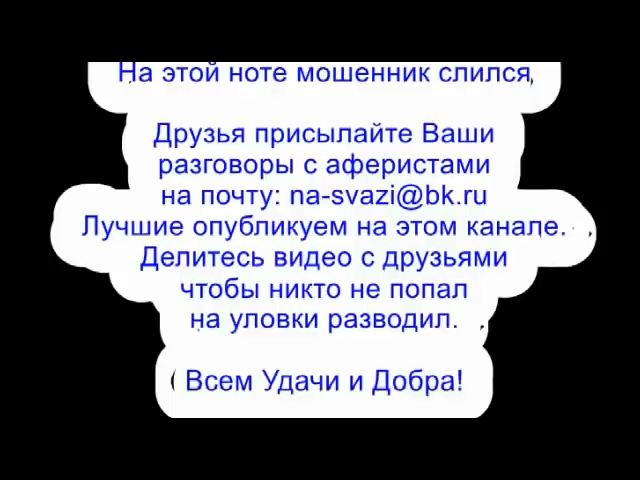 На этой ноте мошенник слился,
Друзья присылайте Ваши
разговоры с аферистами
на почту: na-svazi@bk.ru
Лучшие опубликуем на этом канале.
Делитесь видео с друзьями
чтобы никто не попал
на уловки разводил.
Всем Удачи и Добра!